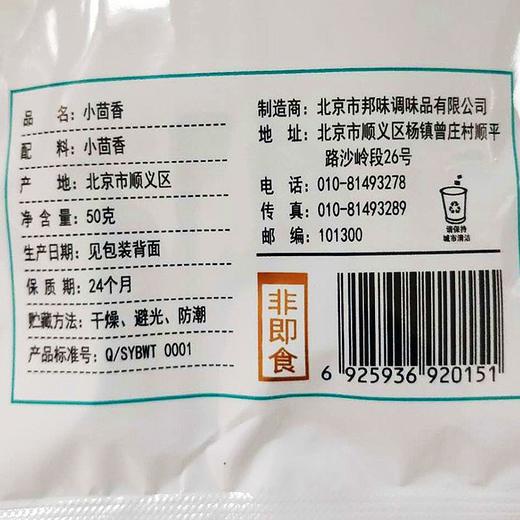 品名：小茴香
配料：小茴香
产地：北京市顺义区
净含量：50克
生产日期：见包装背面
保质期：24个月
贮藏方法：干燥、避光、防潮
产品标准号：Q/SYBWT 0001
制造商：北京市邦味调味品有限公司
地址：北京市顺义区杨镇曾庄村顺平
路沙岭段26号
电话：010-81493278
传真：010-81493289
邮编：101300
请保持
城市清洁
非即食
6 925936 920151